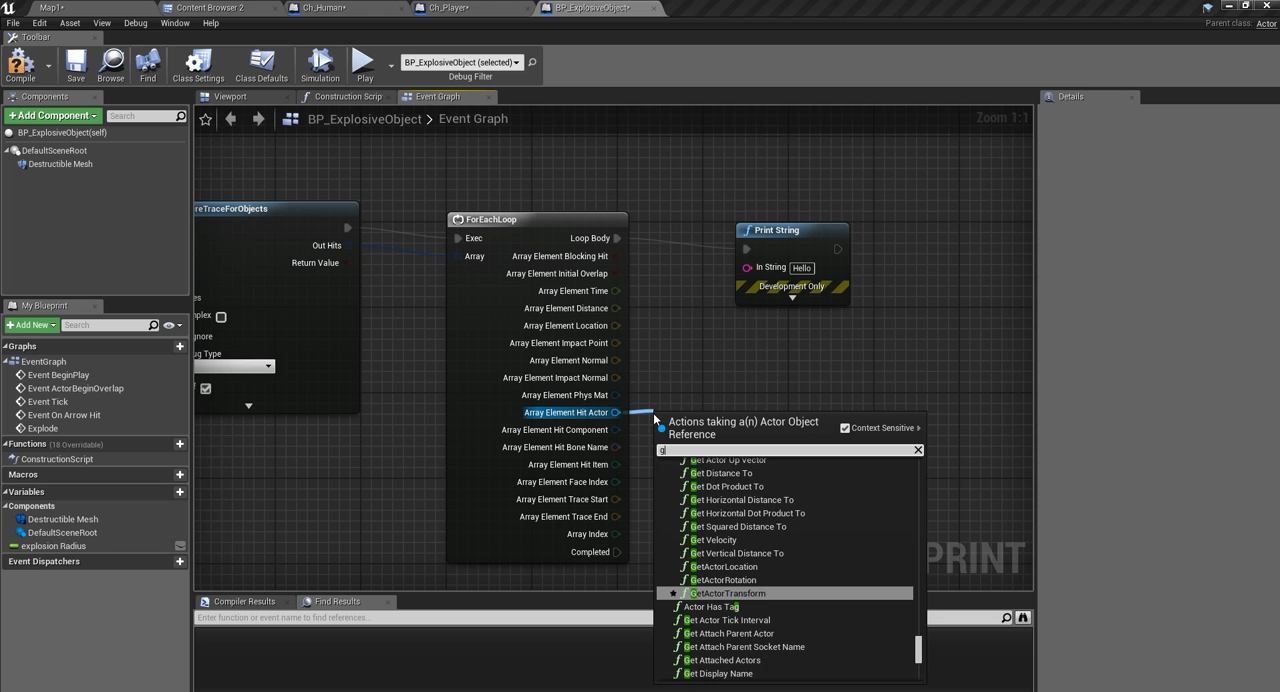 Map1*
Content Browser 2
Ch_Human*
Ch_Player*
BP_ExplosiveObject*
File Edit Asset View Debug Window Help
Parent class: Actor
Toolbar
Compile
Save
Browse
Find
Class Settings
Class Defaults
Simulation
Play
BP_ExplosiveObject (selected)
Debug Filter
Components
Viewport
Construction Scrip
Event Graph
Details
Add Component
Search
BP_ExplosiveObject(self)
DefaultSceneRoot
Destructible Mesh
BP_ExplosiveObject > Event Graph
Zoom 1:1
reTraceForObjects
Out Hits
Return Value
nplex
gnore
ug Type
ForEachLoop
Exec
Loop Body
Array
Array Element Blocking Hit
Array Element Initial Overlap
Array Element Time
Array Element Distance
Array Element Location
Array Element Impact Point
Array Element Normal
Array Element Impact Normal
Array Element Phys Mat
Array Element Hit Actor
Array Element Hit Component
Array Element Hit Bone Name
Array Element Hit Item
Array Element Face Index
Array Element Trace Start
Array Element Trace End
Array Index
Completed
Print String
In String Hello
Development Only
Actions taking a(n) Actor Object
Reference
Context Sensitive
g
Get Actor Up Vector
Get Distance To
Get Dot Product To
Get Horizontal Distance To
Get Horizontal Dot Product To
Get Squared Distance To
Get Velocity
Get Vertical Distance To
GetActorLocation
GetActorRotation
GetActorTransform
Actor Has Tag
Get Actor Tick Interval
Get Attach Parent Actor
Get Attach Parent Socket Name
Get Attached Actors
Get Display Name
PRINT
My Blueprint
Add New
Search
Graphs
EventGraph
Event BeginPlay
Event ActorBeginOverlap
Event Tick
Event On Arrow Hit
Explode
Functions (18 Overridable)
ConstructionScript
Macros
Variables
Components
Destructible Mesh
DefaultSceneRoot
explosion Radius
Event Dispatchers
Compiler Results
Find Results
Enter function or event name to find references...